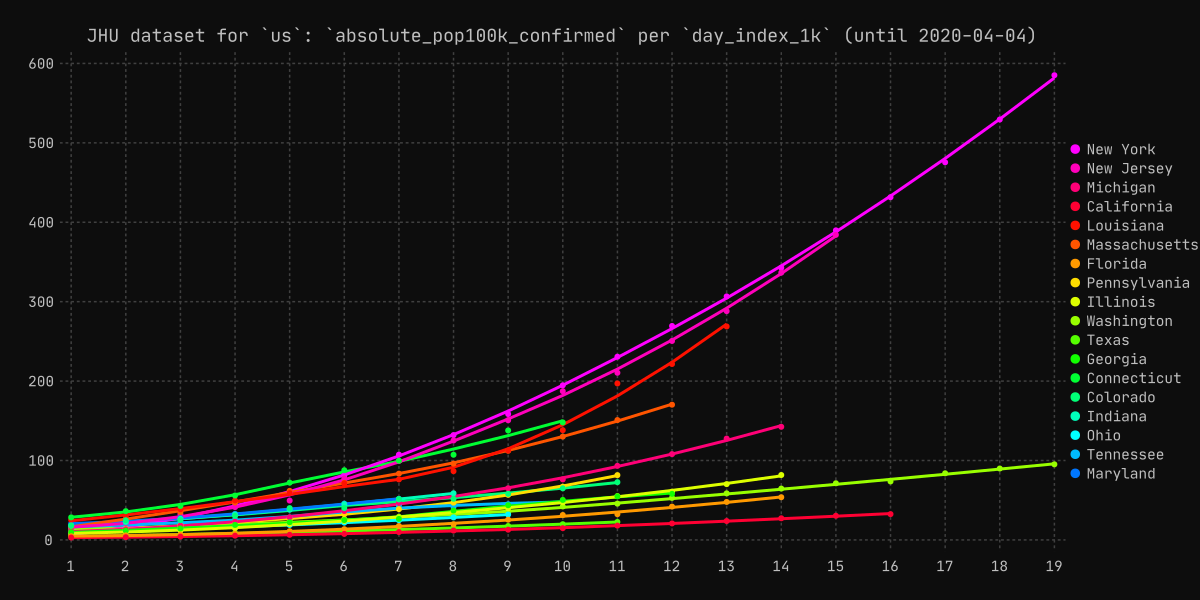 JHU dataset for `us`: `absolute_pop100k_confirmed` per `day_index_1k` (until 2020-04-04)
600
500
400
300
200
100
0
1 2 3 4 5 6 7 8 9 10 11 12 13 14 15 16 17 18 19
New York
New Jersey
Michigan
California
Louisiana
Massachusetts
Florida
Pennsylvania
Illinois
Washington
Texas
Georgia
Connecticut
Colorado
Indiana
Ohio
Tennessee
Maryland